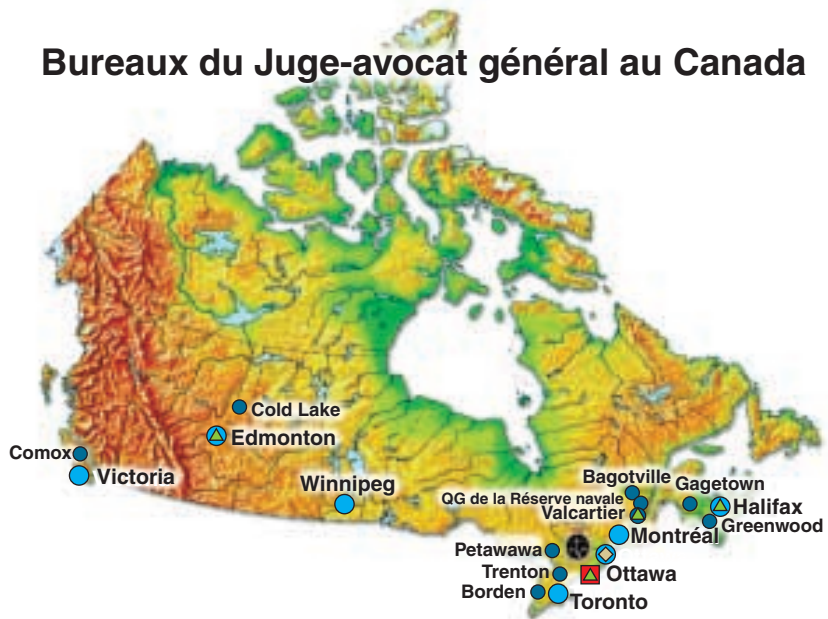 Bureaux du Juge-avocat général au Canada
Cold Lake
Edmonton
Comox
Victoria
Winnipeg
Bagotville
Gagetown
QG de la Réserve navale
Valcartier
Halifax
Greenwood
Montréal
Petawawa
Trenton
Ottawa
Borden
Toronto